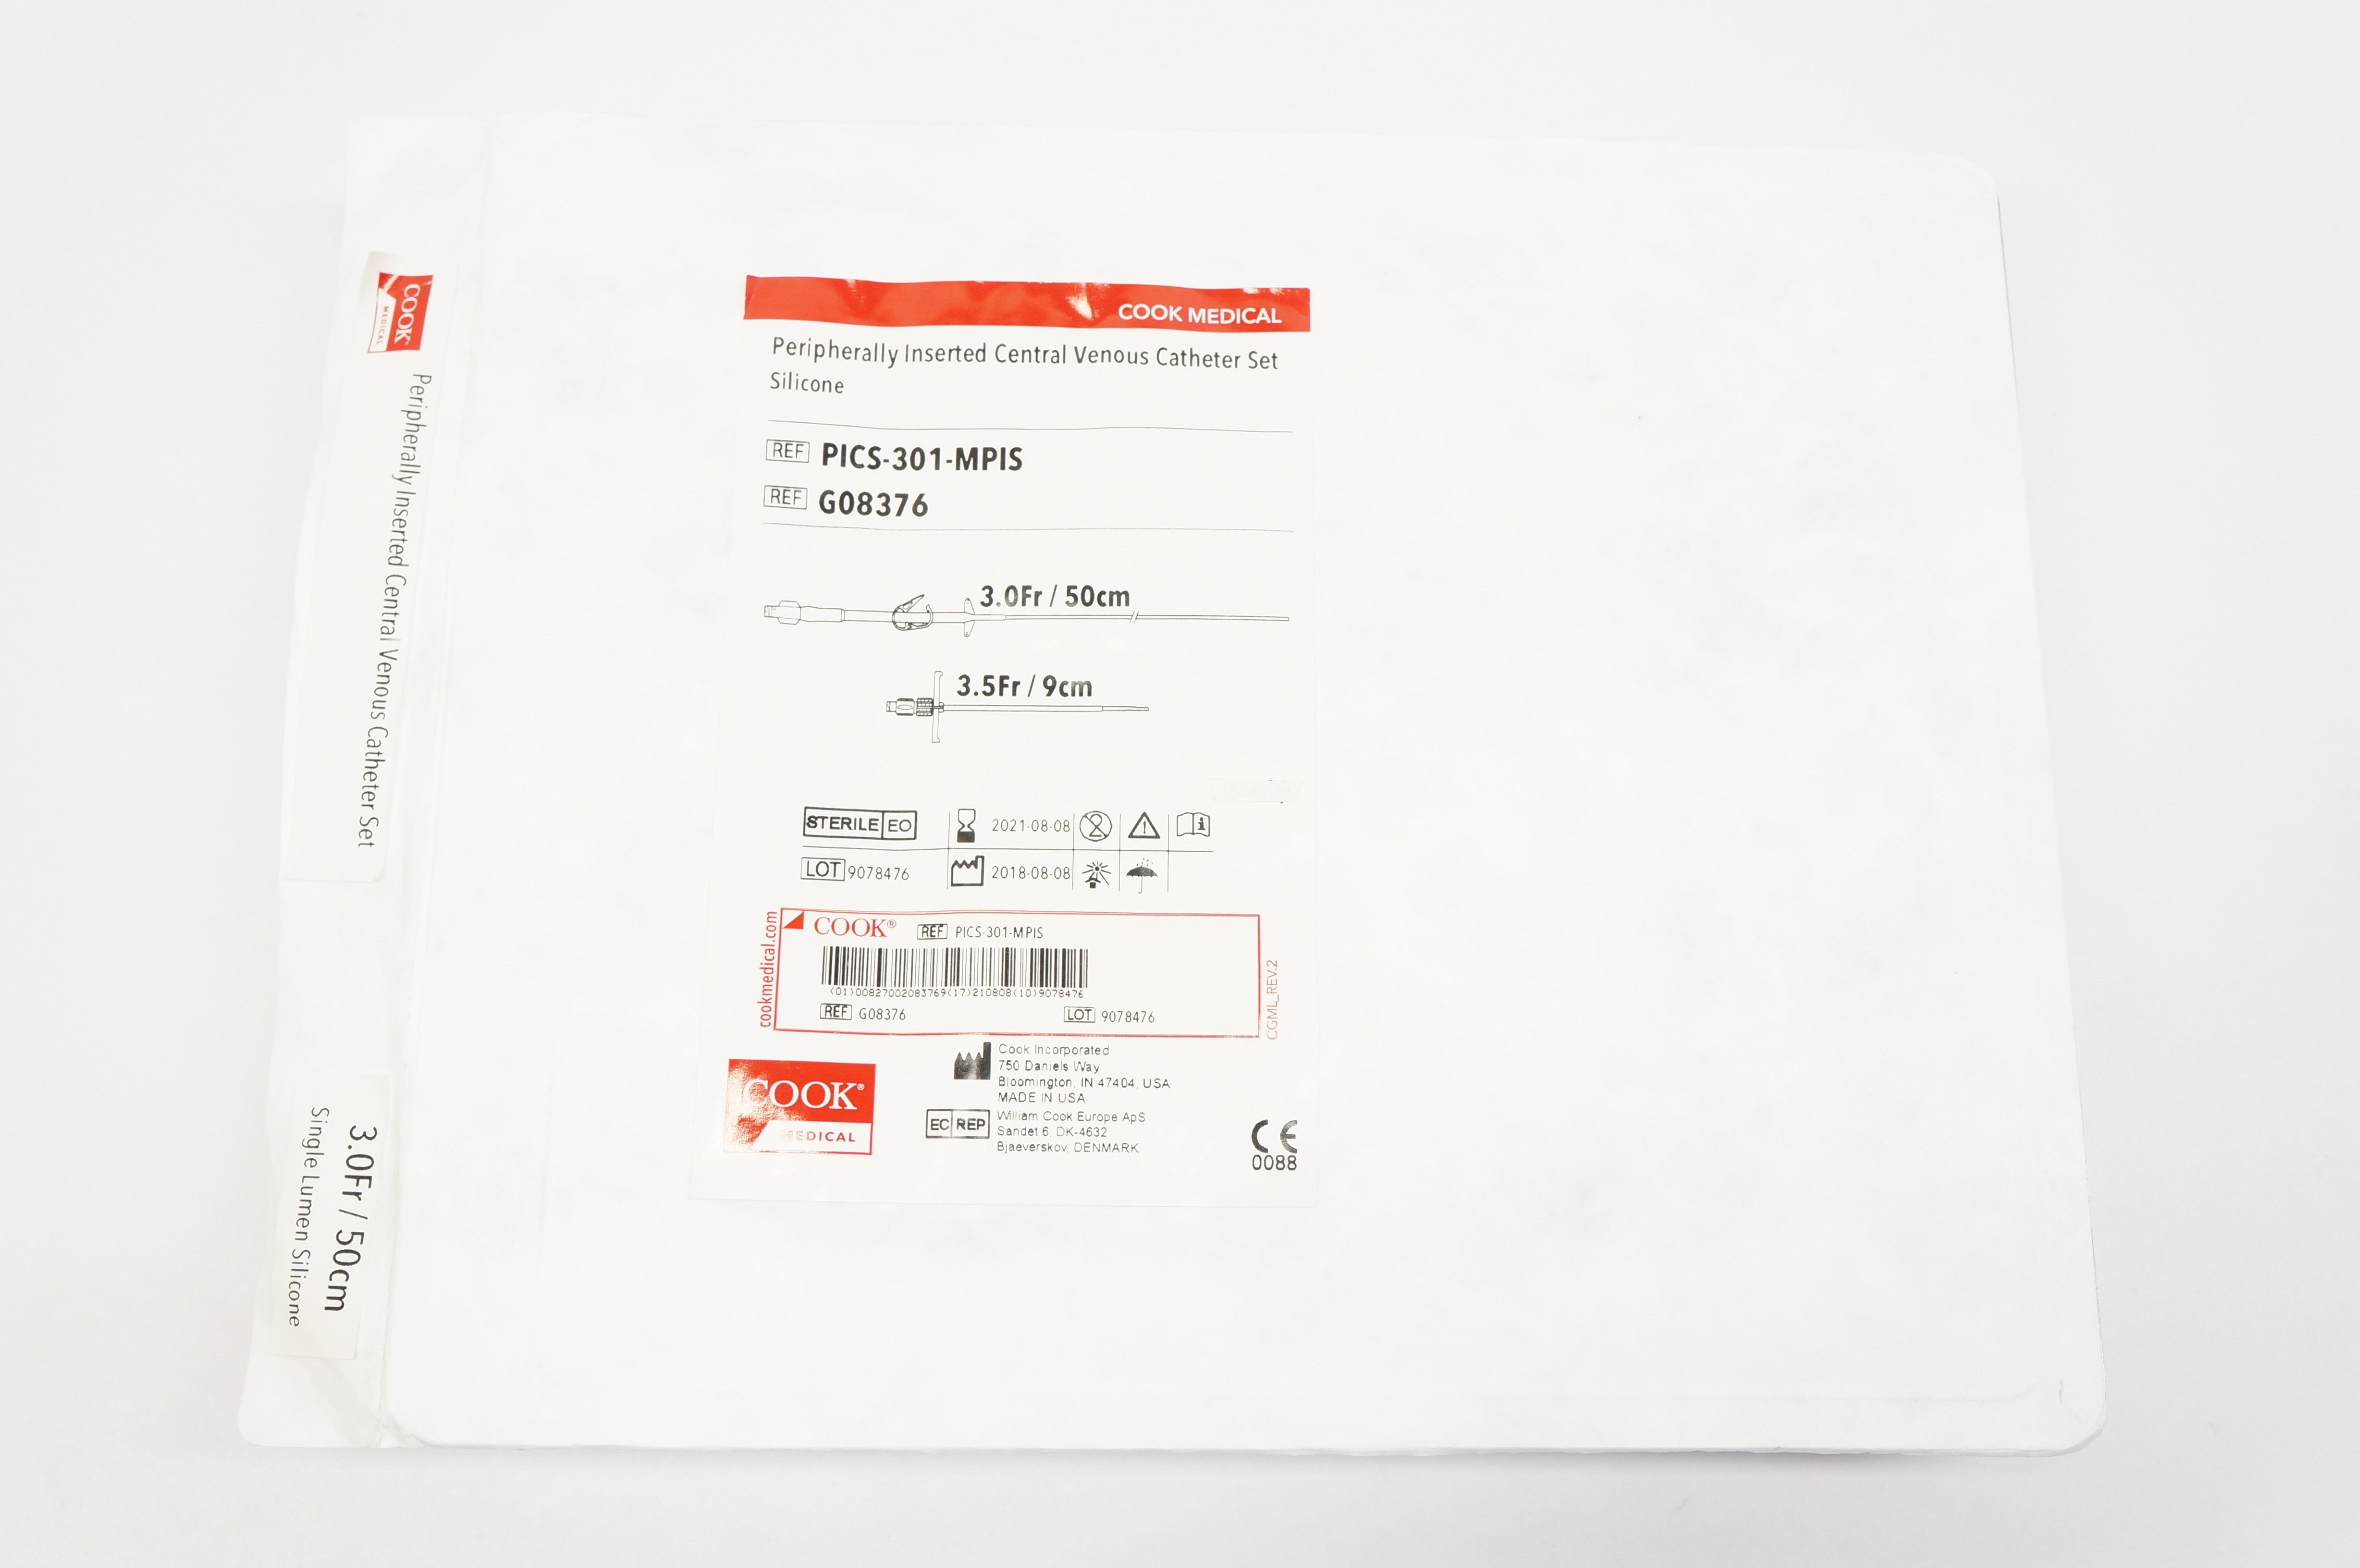 COOK
MEDICAL
Peripherally Inserted Central Venous Catheter Set
3.0Fr / 50cm
Single Lumen Silicone
COOK MEDICAL
Peripherally Inserted Central Venous Catheter Set
Silicone
REF PICS-301-MPIS
REF G08376
3.0Fr / 50cm
3.5Fr / 9cm
STERILE EO 2021-08-08 2
LOT 9078476 2018-08-08
cookmedical.com
COOK® REF PICS-301-MPIS
(01)00827002083769(17)210808(10)9078476
REF G08376 LOT 9078476
CGML_REV.2
COOK®
MEDICAL
Cook Incorporated
750 Daniels Way
Bloomington, IN 47404, USA
MADE IN USA
EC REP William Cook Europe ApS
Sandet 6, DK-4632
Bjaeverskov, DENMARK
CE
0088